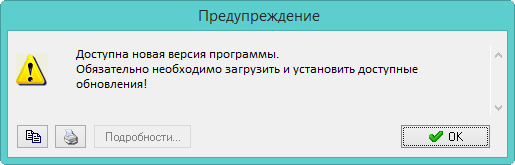 Предупреждение
Доступна новая версия программы.
Обязательно необходимо загрузить и установить доступные
обновления!
Подробности...
OK